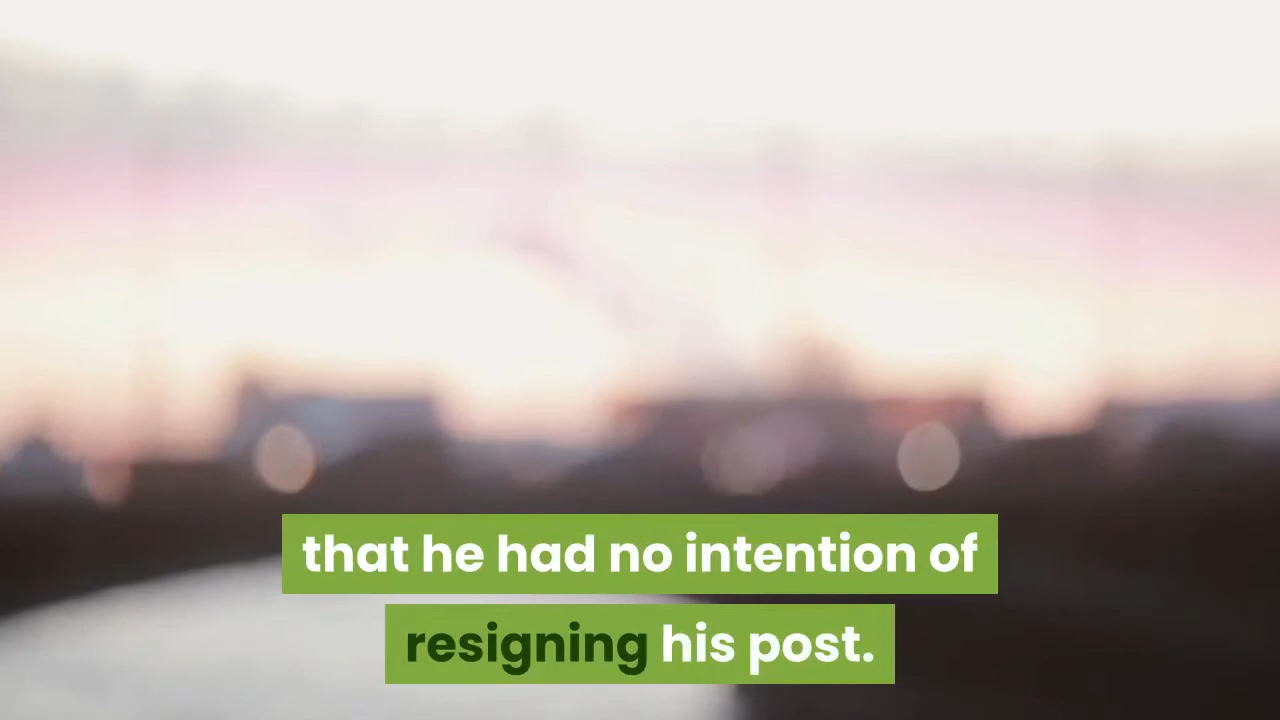 that he had no intention of
resigning his post.